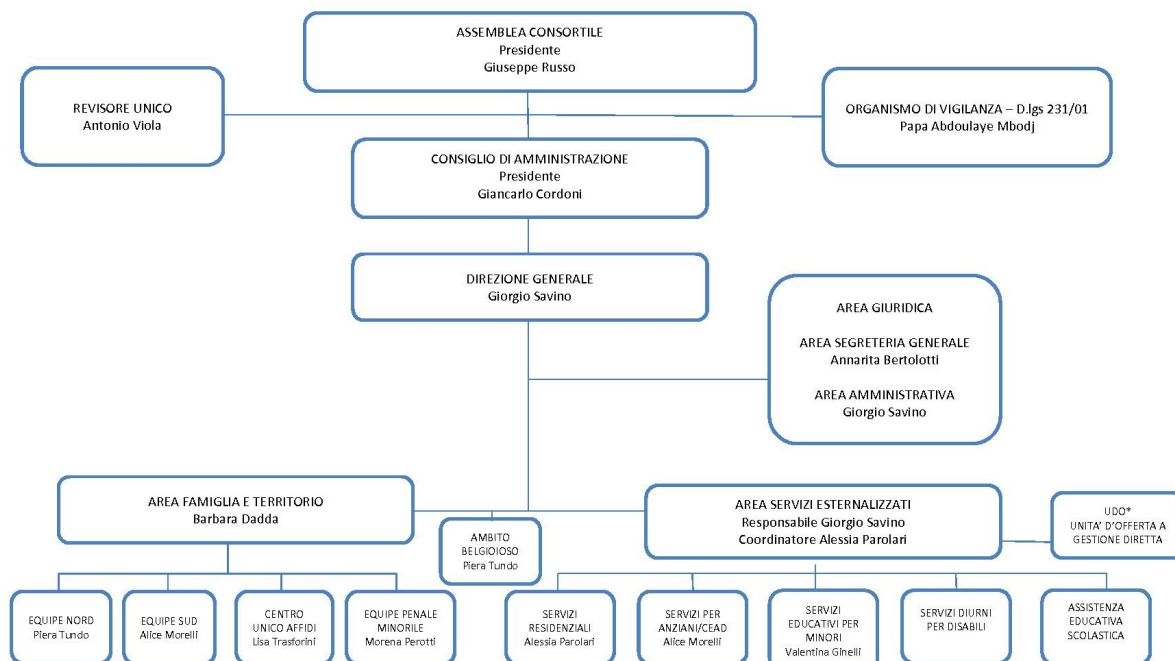 ASSEMBLEA CONSORTILE
Presidente
Giuseppe Russo
REVISORE UNICO
Antonio Viola
ORGANISMO DI VIGILANZA – D.lgs 231/01
Papa Abdoulaye Mbodj
CONSIGLIO DI AMMINISTRAZIONE
Presidente
Giancarlo Cordoni
DIREZIONE GENERALE
Giorgio Savino
AREA GIURIDICA
AREA SEGRETERIA GENERALE
Annarita Bertolotti
AREA AMMINISTRATIVA
Giorgio Savino
AREA FAMIGLIA E TERRITORIO
Barbara Dadda
AMBITO
BELGIOIOSO
Piera Tundo
AREA SERVIZI ESTERNALIZZATI
Responsabile Giorgio Savino
Coordinatore Alessia Parolari
UDO*
UNITA' D'OFFERTA A
GESTIONE DIRETTA
EQUIPE NORD
Piera Tundo
EQUIPE SUD
Alice Morelli
CENTRO
UNICO AFFIDI
Lisa Trasforini
EQUIPE PENALE
MINORILE
Morena Perotti
SERVIZI
RESIDENZIALI
Alessia Parolari
SERVIZI PER
ANZIANI/CEAD
Alice Morelli
SERVIZI
EDUCATIVI PER
MINORI
Valentina Ginelli
SERVIZI DIURNI
PER DISABILI
ASSISTENZA
EDUCATIVA
SCOLASTICA